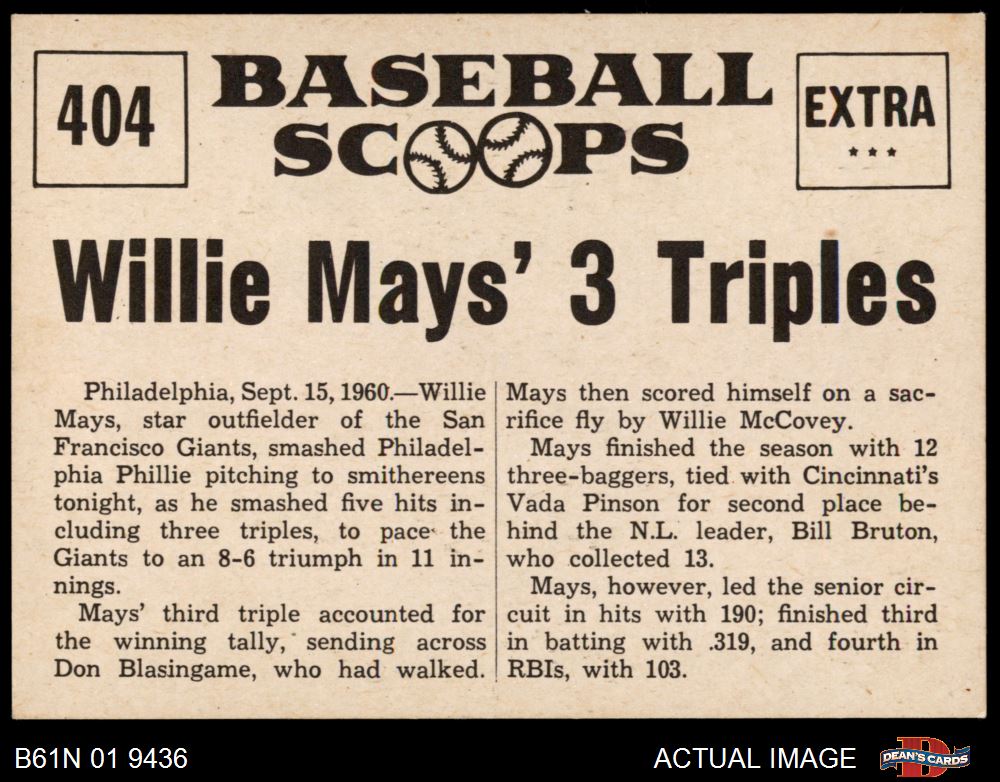 404
BASEBALL
SCOOPS
EXTRA
* * *
Willie Mays’ 3 Triples
Philadelphia, Sept. 15, 1960.—Willie
Mays, star outfielder of the San
Francisco Giants, smashed Philadel-
phia Phillie pitching to smithereens
tonight, as he smashed five hits in-
cluding three triples, to pace the
Giants to an 8-6 triumph in 11 in-
nings.
Mays’ third triple accounted for
the winning tally, sending across
Don Blasingame, who had walked.
Mays then scored himself on a sac-
rifice fly by Willie McCovey.
Mays finished the season with 12
three-baggers, tied with Cincinnati’s
Vada Pinson for second place be-
hind the N.L. leader, Bill Bruton,
who collected 13.
Mays, however, led the senior cir-
cuit in hits with 190; finished third
in batting with .319, and fourth in
RBIs, with 103.
B61N 01 9436
ACTUAL IMAGE
DEAN'S CARDS